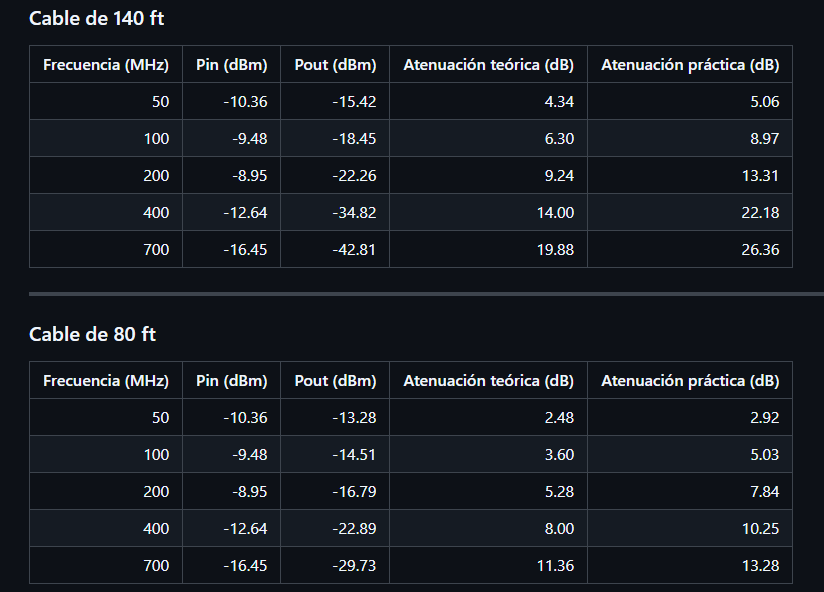 Cable de 140 ft
Frecuencia (MHz) Pin (dBm) Pout (dBm) Atenuación teórica (dB) Atenuación práctica (dB)
50 -10.36 -15.42 4.34 5.06
100 -9.48 -18.45 6.30 8.97
200 -8.95 -22.26 9.24 13.31
400 -12.64 -34.82 14.00 22.18
700 -16.45 -42.81 19.88 26.36
Cable de 80 ft
Frecuencia (MHz) Pin (dBm) Pout (dBm) Atenuación teórica (dB) Atenuación práctica (dB)
50 -10.36 -13.28 2.48 2.92
100 -9.48 -14.51 3.60 5.03
200 -8.95 -16.79 5.28 7.84
400 -12.64 -22.89 8.00 10.25
700 -16.45 -29.73 11.36 13.28